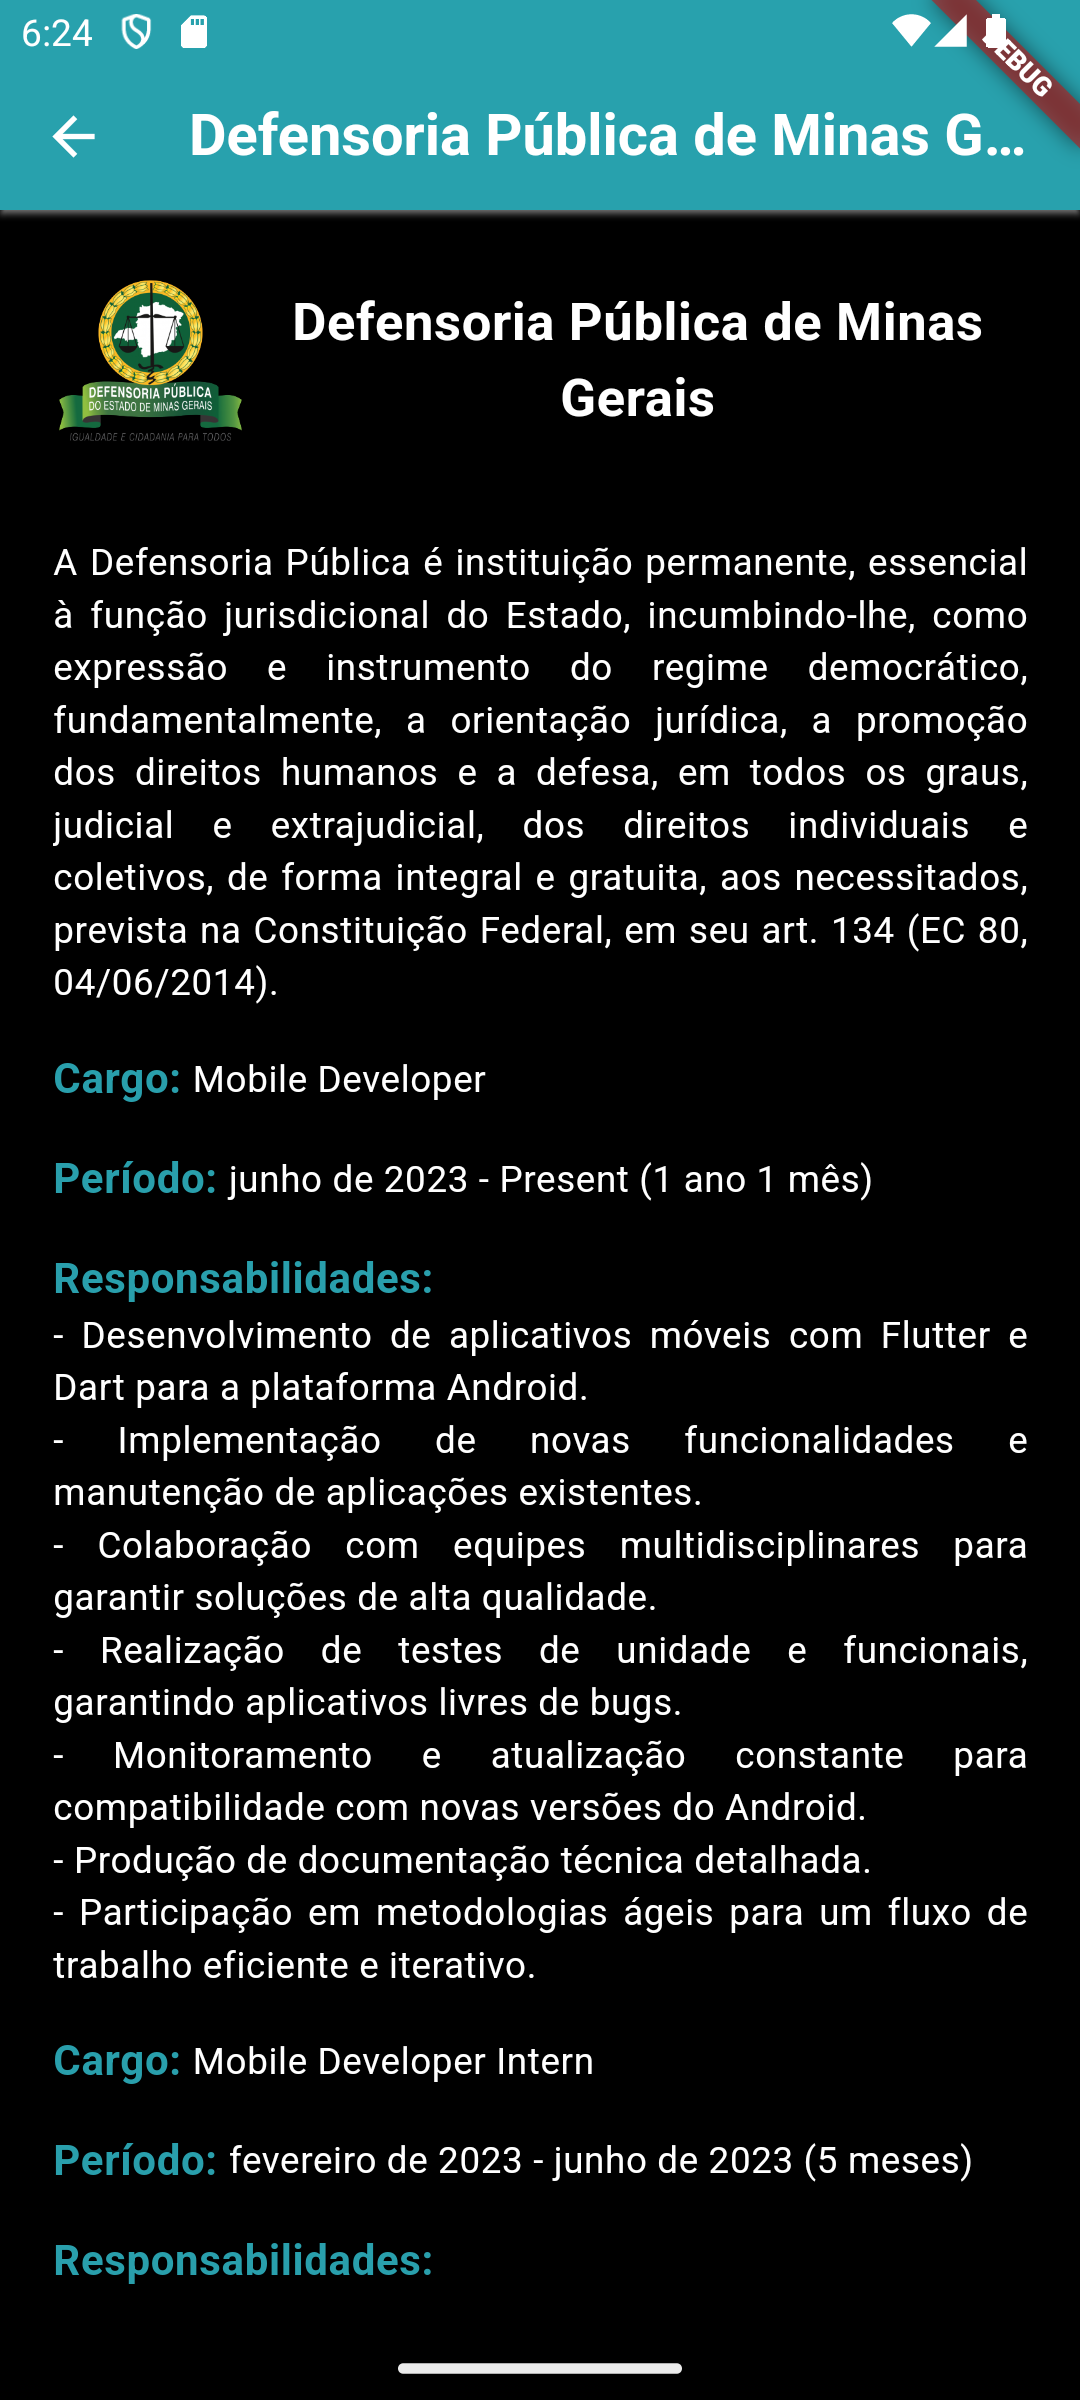 6:24
DEBUG
Defensoria Pública de Minas G...
DEFENSORIA PÚBLICA
DO ESTADO DE MINAS GERAIS
IGUALDADE E CIDADANIA PARA TODOS
Defensoria Pública de Minas
Gerais
A Defensoria Pública é instituição permanente, essencial
à função jurisdicional do Estado, incumbindo-lhe, como
expressão e instrumento do regime democrático,
fundamentalmente, a orientação jurídica, a promoção
dos direitos humanos e a defesa, em todos os graus,
judicial e extrajudicial, dos direitos individuais e
coletivos, de forma integral e gratuita, aos necessitados,
prevista na Constituição Federal, em seu art. 134 (EC 80,
04/06/2014).
Cargo: Mobile Developer
Período: junho de 2023 - Present (1 ano 1 mês)
Responsabilidades:
- Desenvolvimento de aplicativos móveis com Flutter e
Dart para a plataforma Android.
- Implementação de novas funcionalidades e
manutenção de aplicações existentes.
- Colaboração com equipes multidisciplinares para
garantir soluções de alta qualidade.
- Realização de testes de unidade e funcionais,
garantindo aplicativos livres de bugs.
- Monitoramento e atualização constante para
compatibilidade com novas versões do Android.
- Produção de documentação técnica detalhada.
- Participação em metodologias ágeis para um fluxo de
trabalho eficiente e iterativo.
Cargo: Mobile Developer Intern
Período: fevereiro de 2023 - junho de 2023 (5 meses)
Responsabilidades: